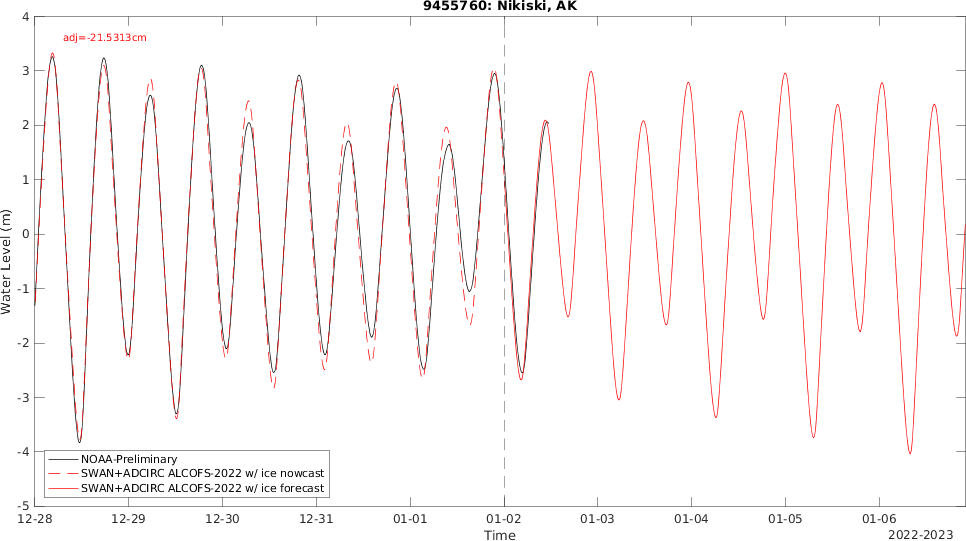 9455760: Nikiski, AK
adj=-21.5313cm
4
3
2
1
0
-1
-2
-3
-4
-5
Water Level (m)
NOAA-Preliminary
SWAN+ADCIRC ALCOFS-2022 w/ ice nowcast
SWAN+ADCIRC ALCOFS-2022 w/ ice forecast
12-28 12-29 12-30 12-31 01-01 01-02 01-03 01-04 01-05 01-06
Time
2022-2023